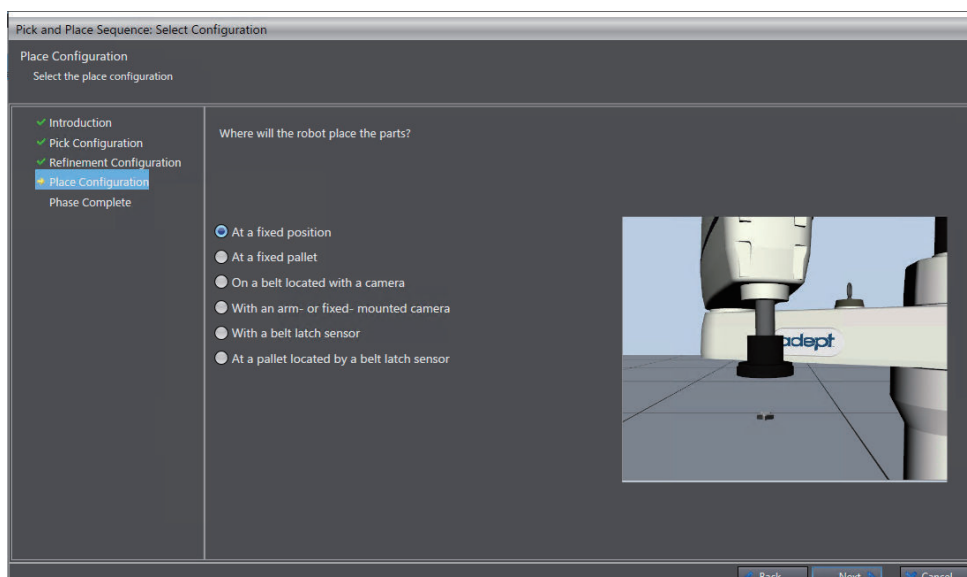 Pick and Place Sequence: Select Configuration
Place Configuration
Select the place configuration
Introduction
Pick Configuration
Refinement Configuration
Place Configuration
Phase Complete
Where will the robot place the parts?
At a fixed position
At a fixed pallet
On a belt located with a camera
With an arm- or fixed- mounted camera
With a belt latch sensor
At a pallet located by a belt latch sensor
adept
Back
Next
Cancel